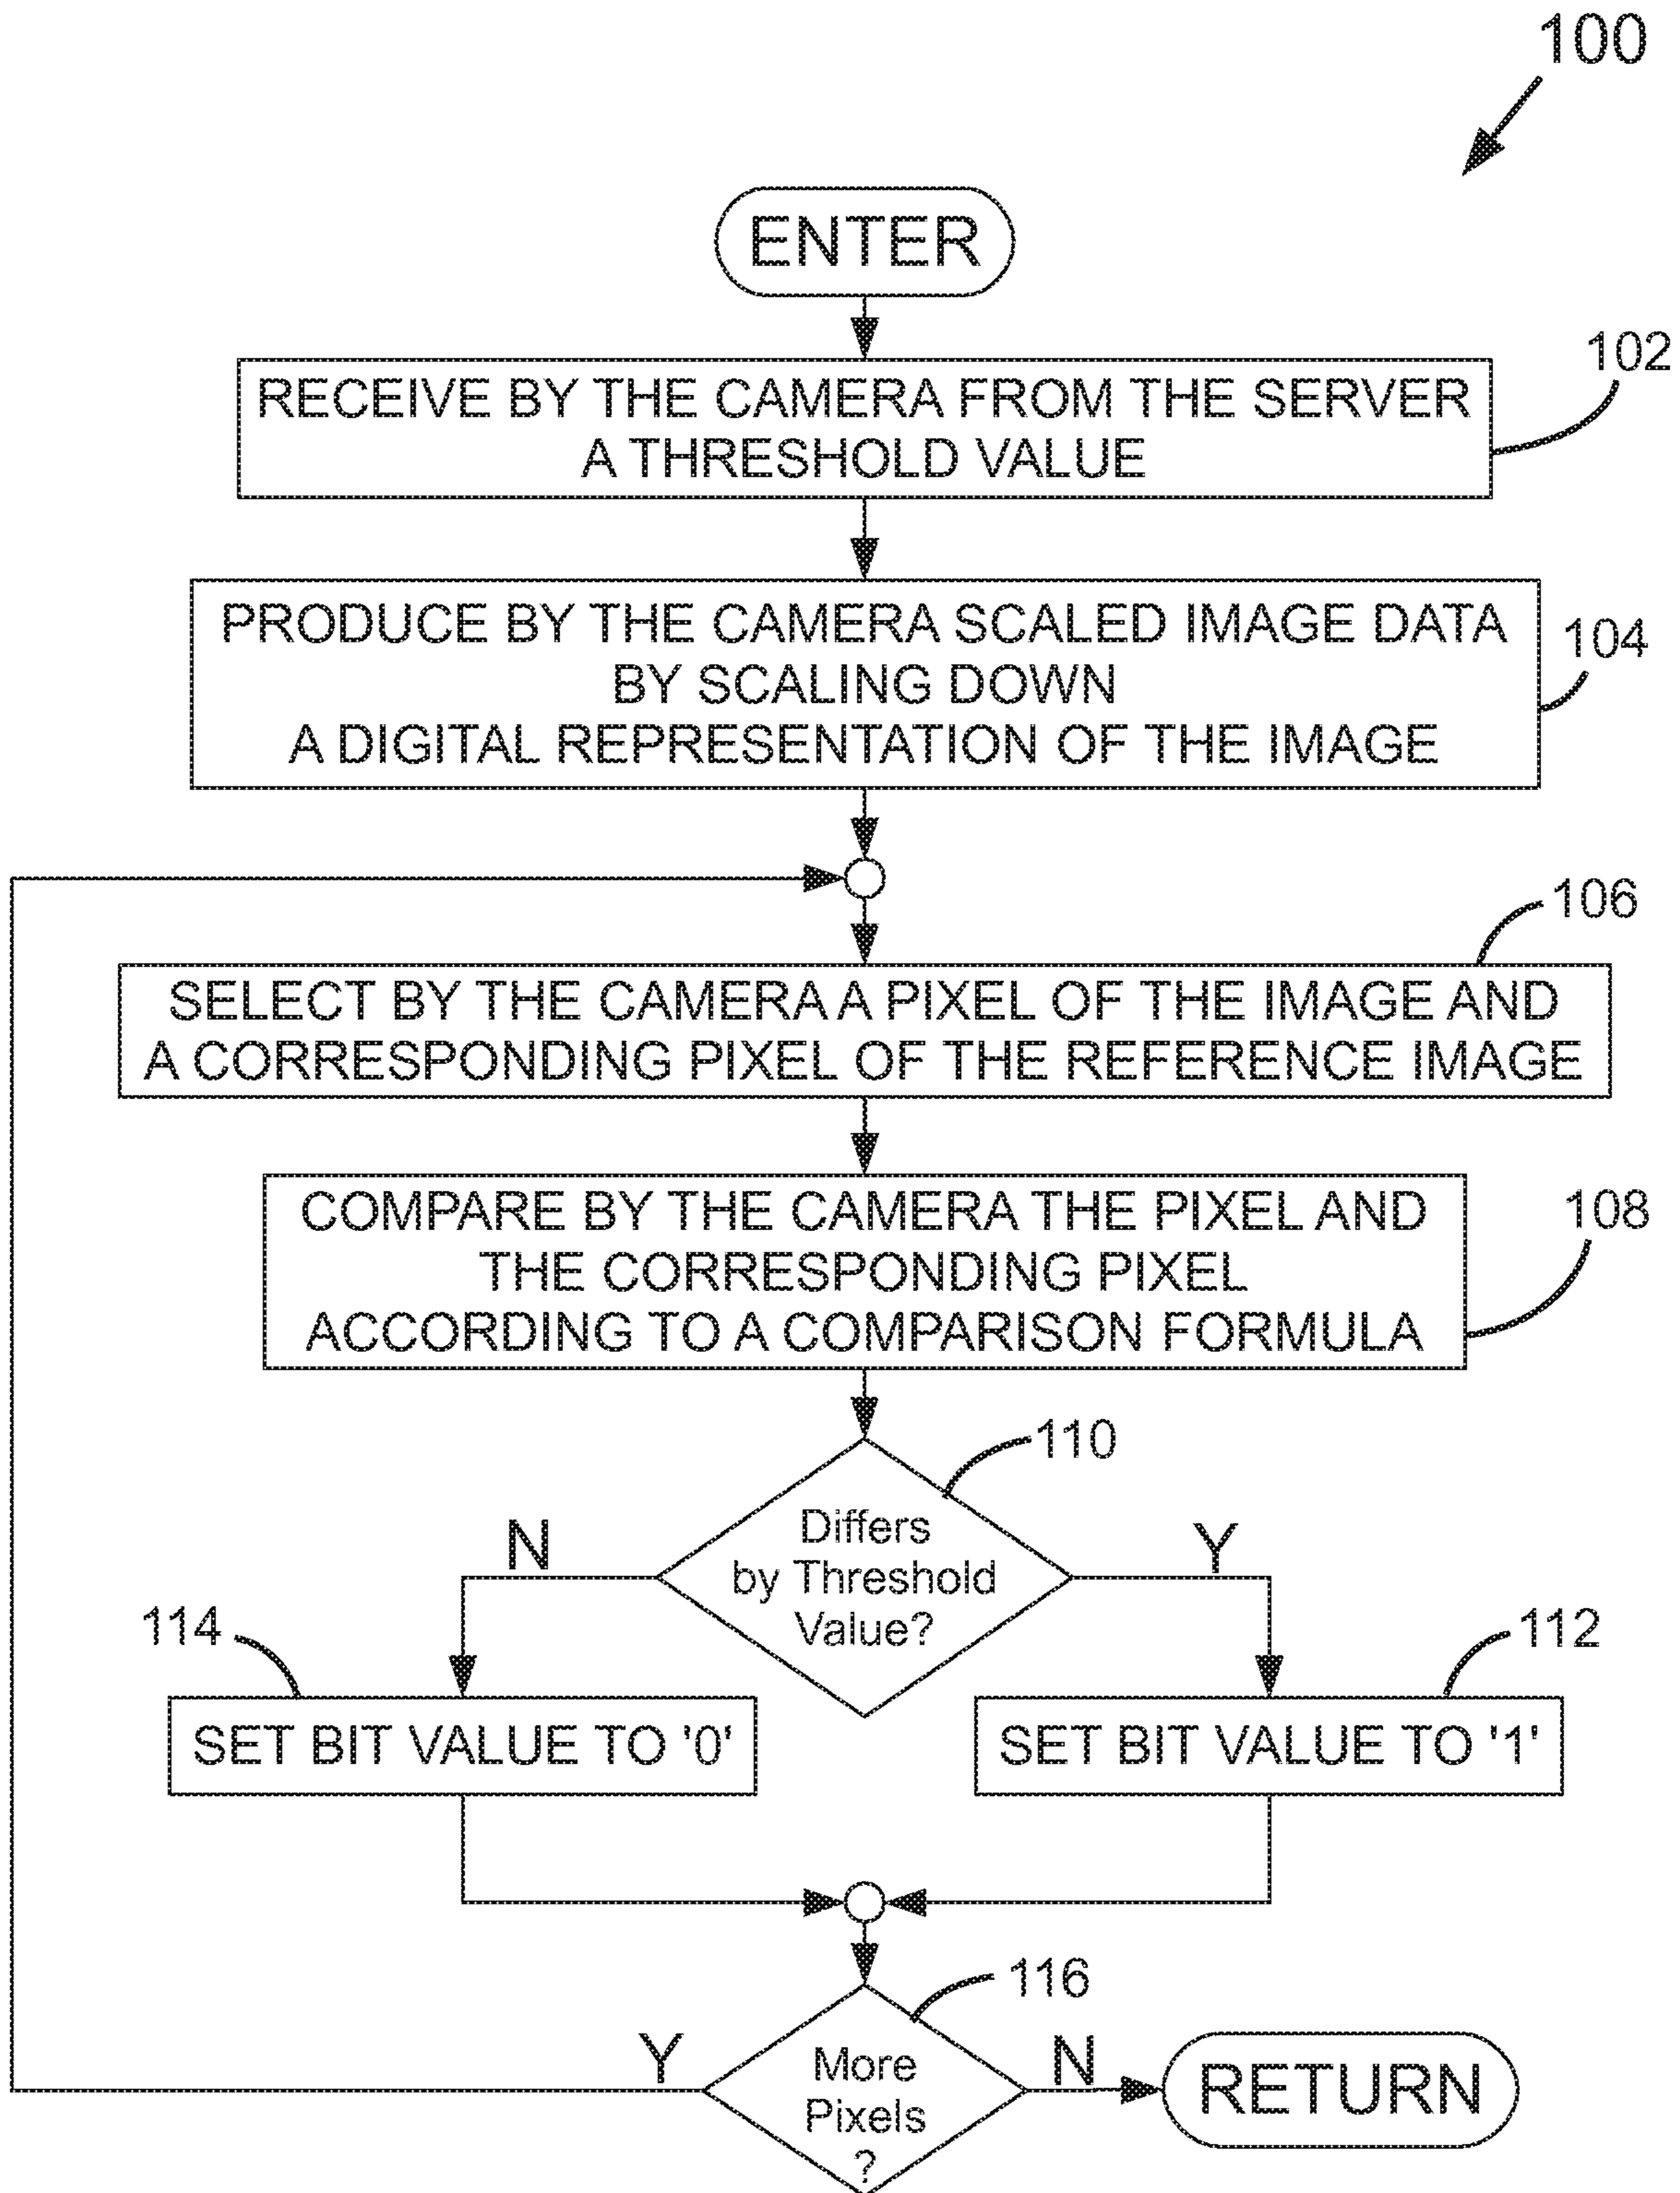 100
ENTER
102
RECEIVE BY THE CAMERA FROM THE SERVER
A THRESHOLD VALUE
PRODUCE BY THE CAMERA SCALED IMAGE DATA
104
BY SCALING DOWN
A DIGITAL REPRESENTATION OF THE IMAGE
106
SELECT BY THE CAMERA A PIXEL OF THE IMAGE AND
A CORRESPONDING PIXEL OF THE REFERENCE IMAGE
COMPARE BY THE CAMERA THE PIXEL AND
108
THE CORRESPONDING PIXEL
ACCORDING TO A COMPARISON FORMULA
110
Differs
by Threshold
Value?
N
Y
114
112
SET BIT VALUE TO '0'
SET BIT VALUE TO '1'
116
More
Pixels
?
Y
N
RETURN